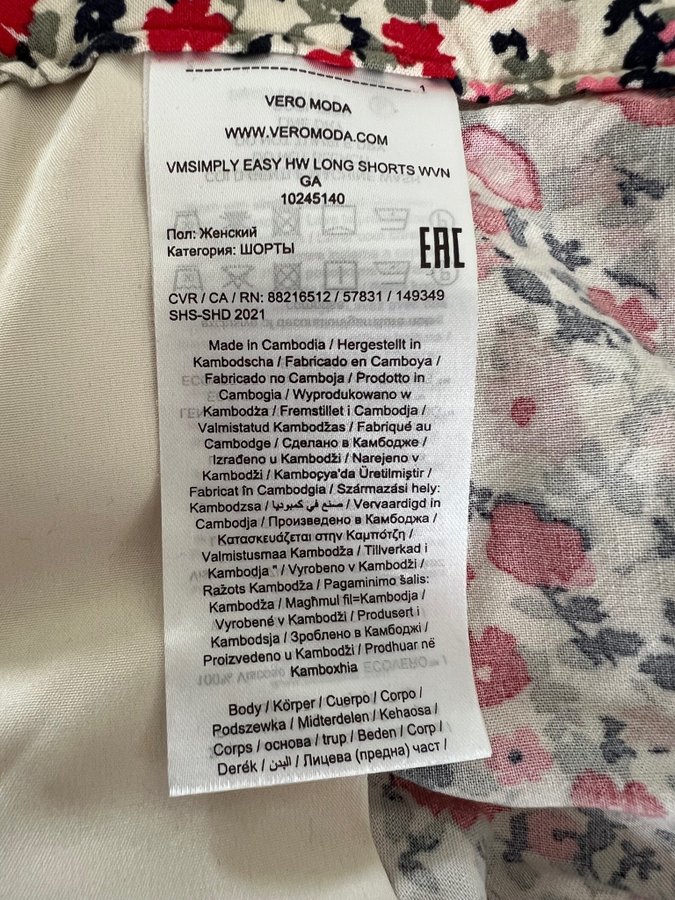 1
VERO MODA
WWW.VEROMODA.COM
VMSIMPLY EASY HW LONG SHORTS WVN
GA
10245140
Пол: Женский
Категория: ШОРТЫ
EAC
CVR / CA / RN: 88216512 / 57831 / 149349
SHS-SHD 2021
Made in Cambodia / Hergestellt in
Kambodscha / Fabricado en Camboya /
Fabricado no Camboja / Prodotto in
Cambogia / Wyprodukowano w
Kambodża / Fremstillet i Cambodja /
Valmistatud Kambodžas / Fabriqué au
Cambodge / Сделано в Камбодже /
Izrađeno u Kambodži / Narejeno v
Kambodži / Kamboçya'da Üretilmiştir /
Fabricat în Cambodgia / Származási hely:
Kambodzsa / صنع في كمبوديا / Vervaardigd in
Cambodja / Произведено в Камбоджа /
Κατασκευάζεται στην Καμπότζη /
Valmistusmaa Kambodža / Tillverkad i
Kambodja " / Vyrobeno v Kambodži /
Ražots Kambodža / Pagaminimo šalis:
Kambodža / Magħmul fil=Kambodja /
Vyrobené v Kambodži / Produsert i
Kambodsja / Зроблено в Камбоджі /
Proizvedeno u Kambodži / Prodhuar në
Kamboxhia
Body / Körper / Cuerpo / Corpo /
Podszewka / Midterdelen / Kehaosa /
Corps / основа / trup / Beden / Corp /
Derék / البدن / Лицева (предна) част /